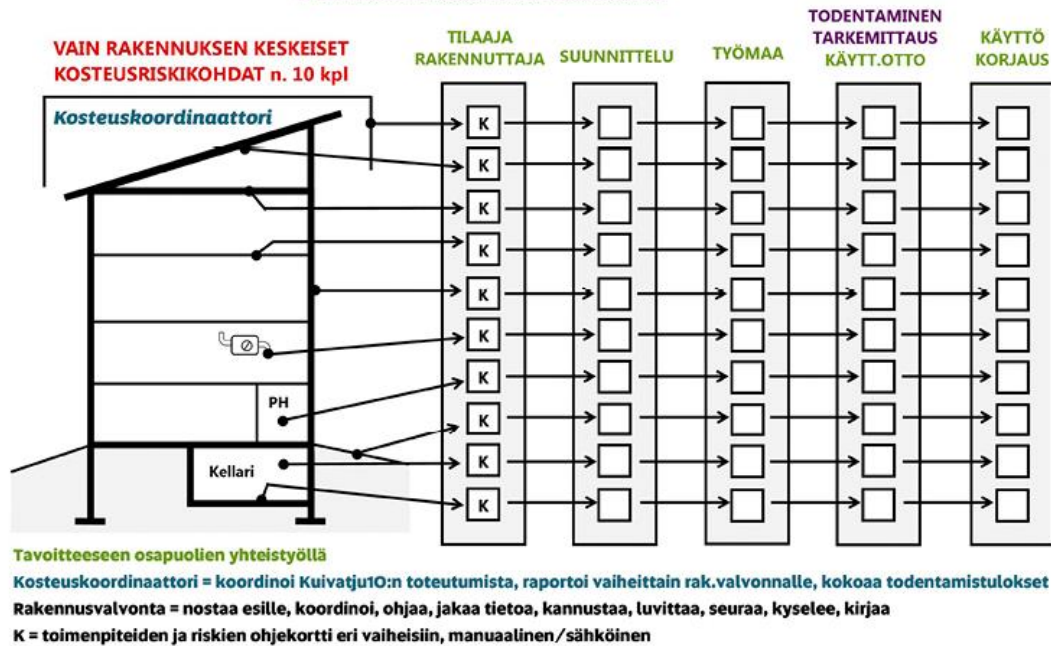 VAIN RAKENNUKSEN KESKEISET
KOSTEUSRISKIKOHDAT n. 10 kpl
TILAAJA
RAKENNUTTAJA
SUUNNITTELU
TYÖMAA
TODENTAMINEN
TARKEMITTAUS
KÄYTT.OTTO
KÄYTTÖ
KORJAUS
Kosteuskoordinaattori
K
K
K
K
K
K
K
K
K
K
PH
Kellari
Tavoitteeseen osapuolien yhteistyöllä
Kosteuskoordinaattori = koordinoi Kuivatju1O:n toteutumista, raportoi vaiheittain rak.valvonnalle, kokoaa todentamistulokset
Rakennusvalvonta = nostaa esille, koordinoi, ohjaa, jakaa tietoa, kannustaa, luvittaa, seuraa, kyselee, kirjaa
K = toimenpiteiden ja riskien ohjekortti eri vaiheisiin, manuaalinen/sähköinen